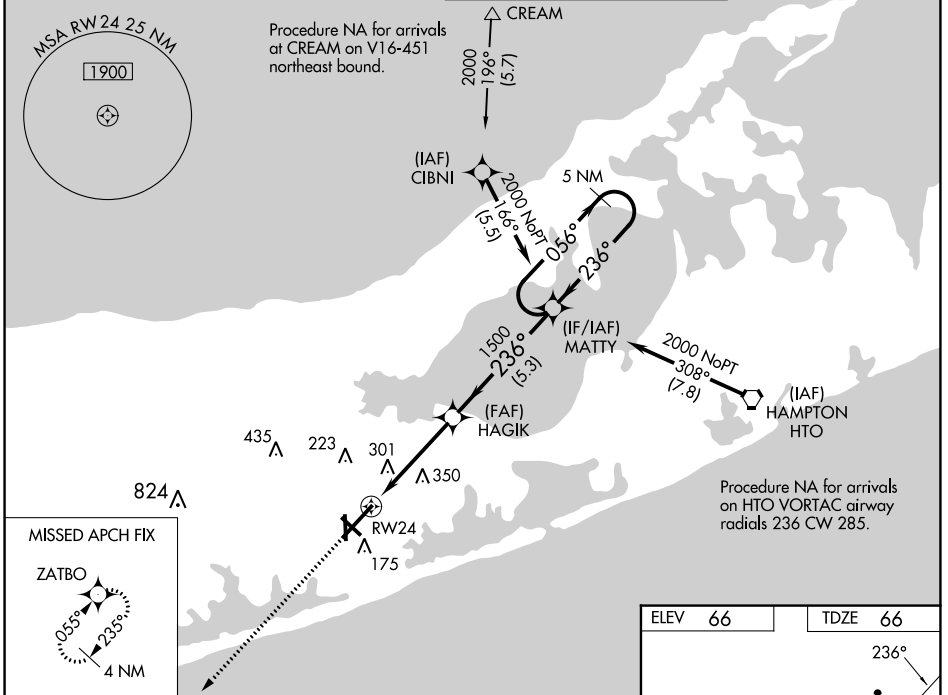 MSA RW24 25 NM
1900
Procedure NA for arrivals
at CREAM on V16-451
northeast bound.
CREAM
2000
196°
(5.7)
(IAF)
CIBNI
2000 NoPT
166°
(5.5)
5 NM
056°
236°
(IF/IAF)
MATTY
1500
236°
(5.3)
2000 NoPT
308°
(7.8)
(IAF)
HAMPTON
HTO
(FAF)
HAGIK
435
223
301
350
824
RW24
175
Procedure NA for arrivals
on HTO VORTAC airway
radials 236 CW 285.
MISSED APCH FIX
ZATBO
055°
235°
4 NM
ELEV 66
TDZE 66
236°